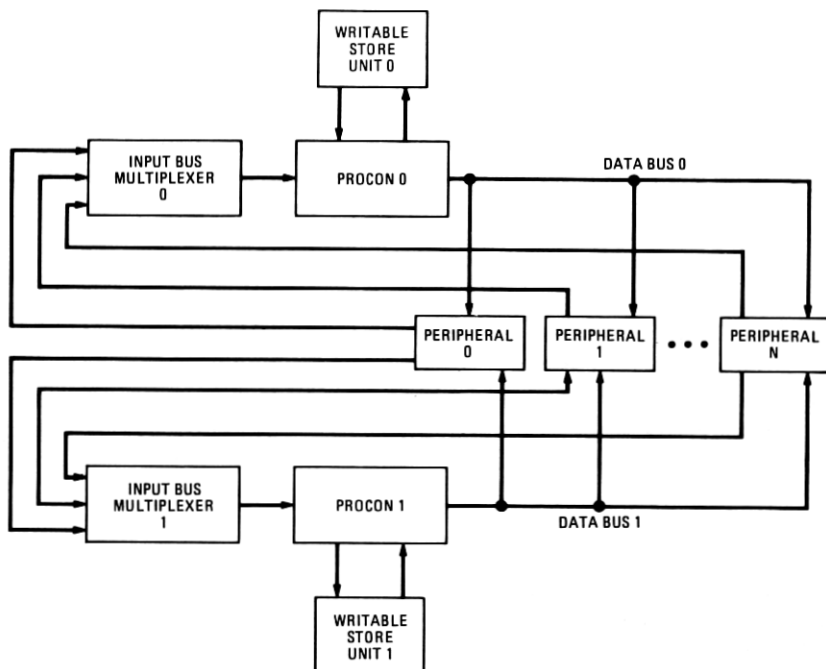 WRITABLE
STORE
UNIT 0
INPUT BUS
MULTIPLEXER
0
PROCON 0
DATA BUS 0
PERIPHERAL
0
PERIPHERAL
1
PERIPHERAL
N
INPUT BUS
MULTIPLEXER
1
PROCON 1
DATA BUS 1
WRITABLE
STORE
UNIT 1